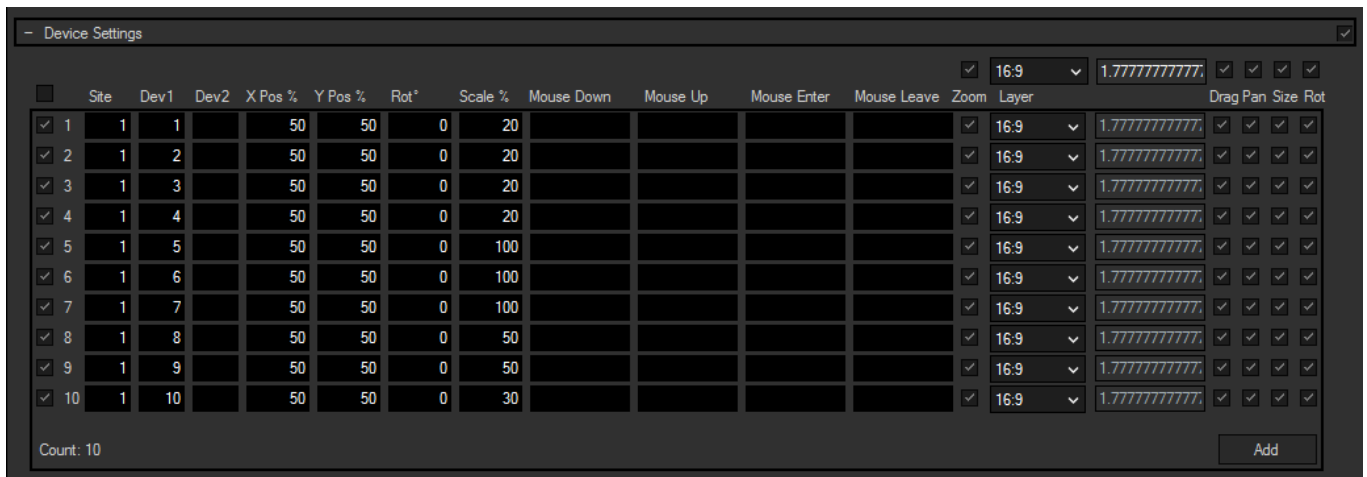 − Device Settings
16:9 1.77777777777
Site Dev1 Dev2 X Pos % Y Pos % Rot° Scale % Mouse Down Mouse Up Mouse Enter Mouse Leave Zoom Layer Drag Pan Size Rot
1 1 1 50 50 0 20 16:9 1.77777777777
2 1 2 50 50 0 20 16:9 1.77777777777
3 1 3 50 50 0 20 16:9 1.77777777777
4 1 4 50 50 0 20 16:9 1.77777777777
5 1 5 50 50 0 100 16:9 1.77777777777
6 1 6 50 50 0 100 16:9 1.77777777777
7 1 7 50 50 0 100 16:9 1.77777777777
8 1 8 50 50 0 50 16:9 1.77777777777
9 1 9 50 50 0 50 16:9 1.77777777777
10 1 10 50 50 0 30 16:9 1.77777777777
Count: 10 Add